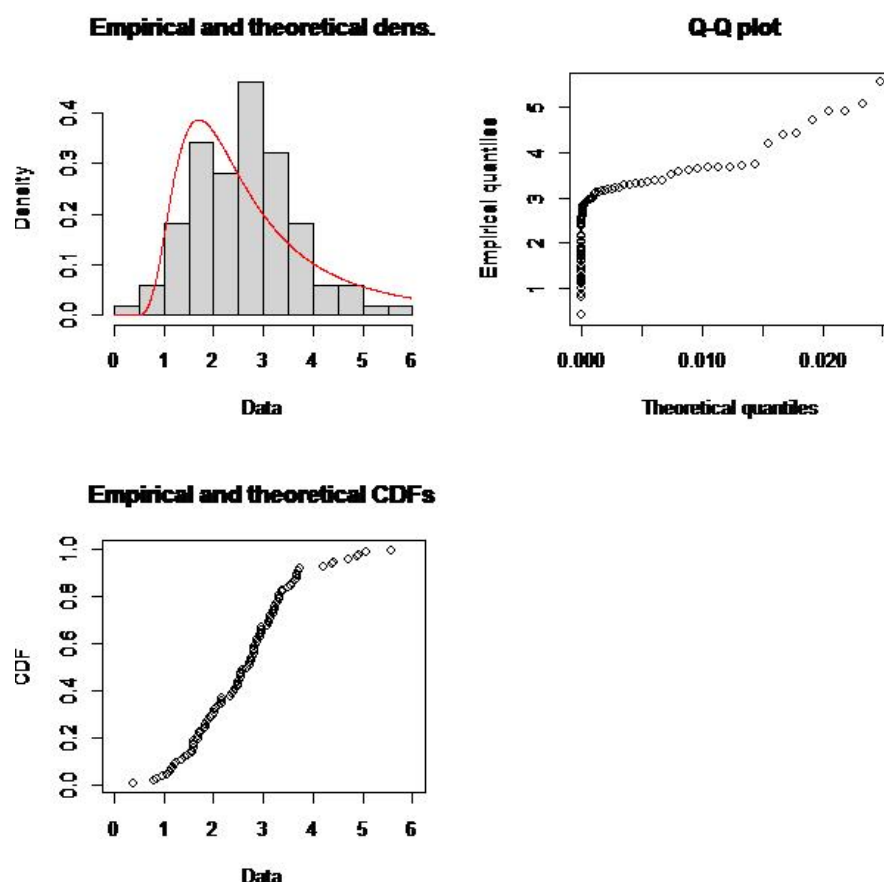 Empirical and theoretical dens.
Density
0.0
0.1
0.2
0.3
0.4
0 1 2 3 4 5 6
Data
Q-Q plot
Empirical quantiles
1
2
3
4
5
0.000 0.010 0.020
Theoretical quantiles
Empirical and theoretical CDFs
CDF
0.0
0.2
0.4
0.6
0.8
1.0
0 1 2 3 4 5 6
Data